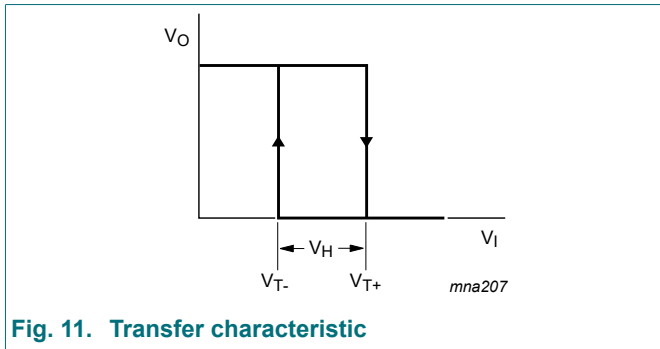 VO
VI
VH
VT-
VT+
mna207
Fig. 11. Transfer characteristic